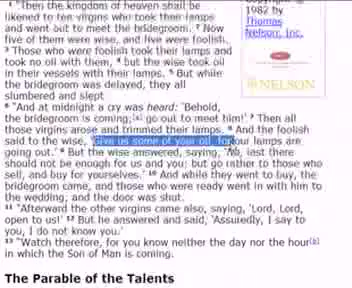 1 "Then the kingdom of heaven shall be
likened to ten virgins who took their lamps
and went out to meet the bridegroom. 2 Now
five of them were wise, and five were foolish.
3 Those who were foolish took their lamps and
took no oil with them, 4 but the wise took oil
in their vessels with their lamps. 5 But while
the bridegroom was delayed, they all
slumbered and slept.
6 "And at midnight a cry was heard: 'Behold,
the bridegroom is coming;[a] go out to meet him!' 7 Then all
those virgins arose and trimmed their lamps. 8 And the foolish
said to the wise, 'Give us some of your oil, for our lamps are
going out.' 9 But the wise answered, saying, 'No, lest there
should not be enough for us and you; but go rather to those who
sell, and buy for yourselves.' 10 And while they went to buy, the
bridegroom came, and those who were ready went in with him to
the wedding; and the door was shut.
11 "Afterward the other virgins came also, saying, 'Lord, Lord,
open to us!' 12 But he answered and said, 'Assuredly, I say to
you, I do not know you.'
13 "Watch therefore, for you know neither the day nor the hour[b]
in which the Son of Man is coming.
The Parable of the Talents
1982 by
Thomas
Nelson, Inc.
NELSON